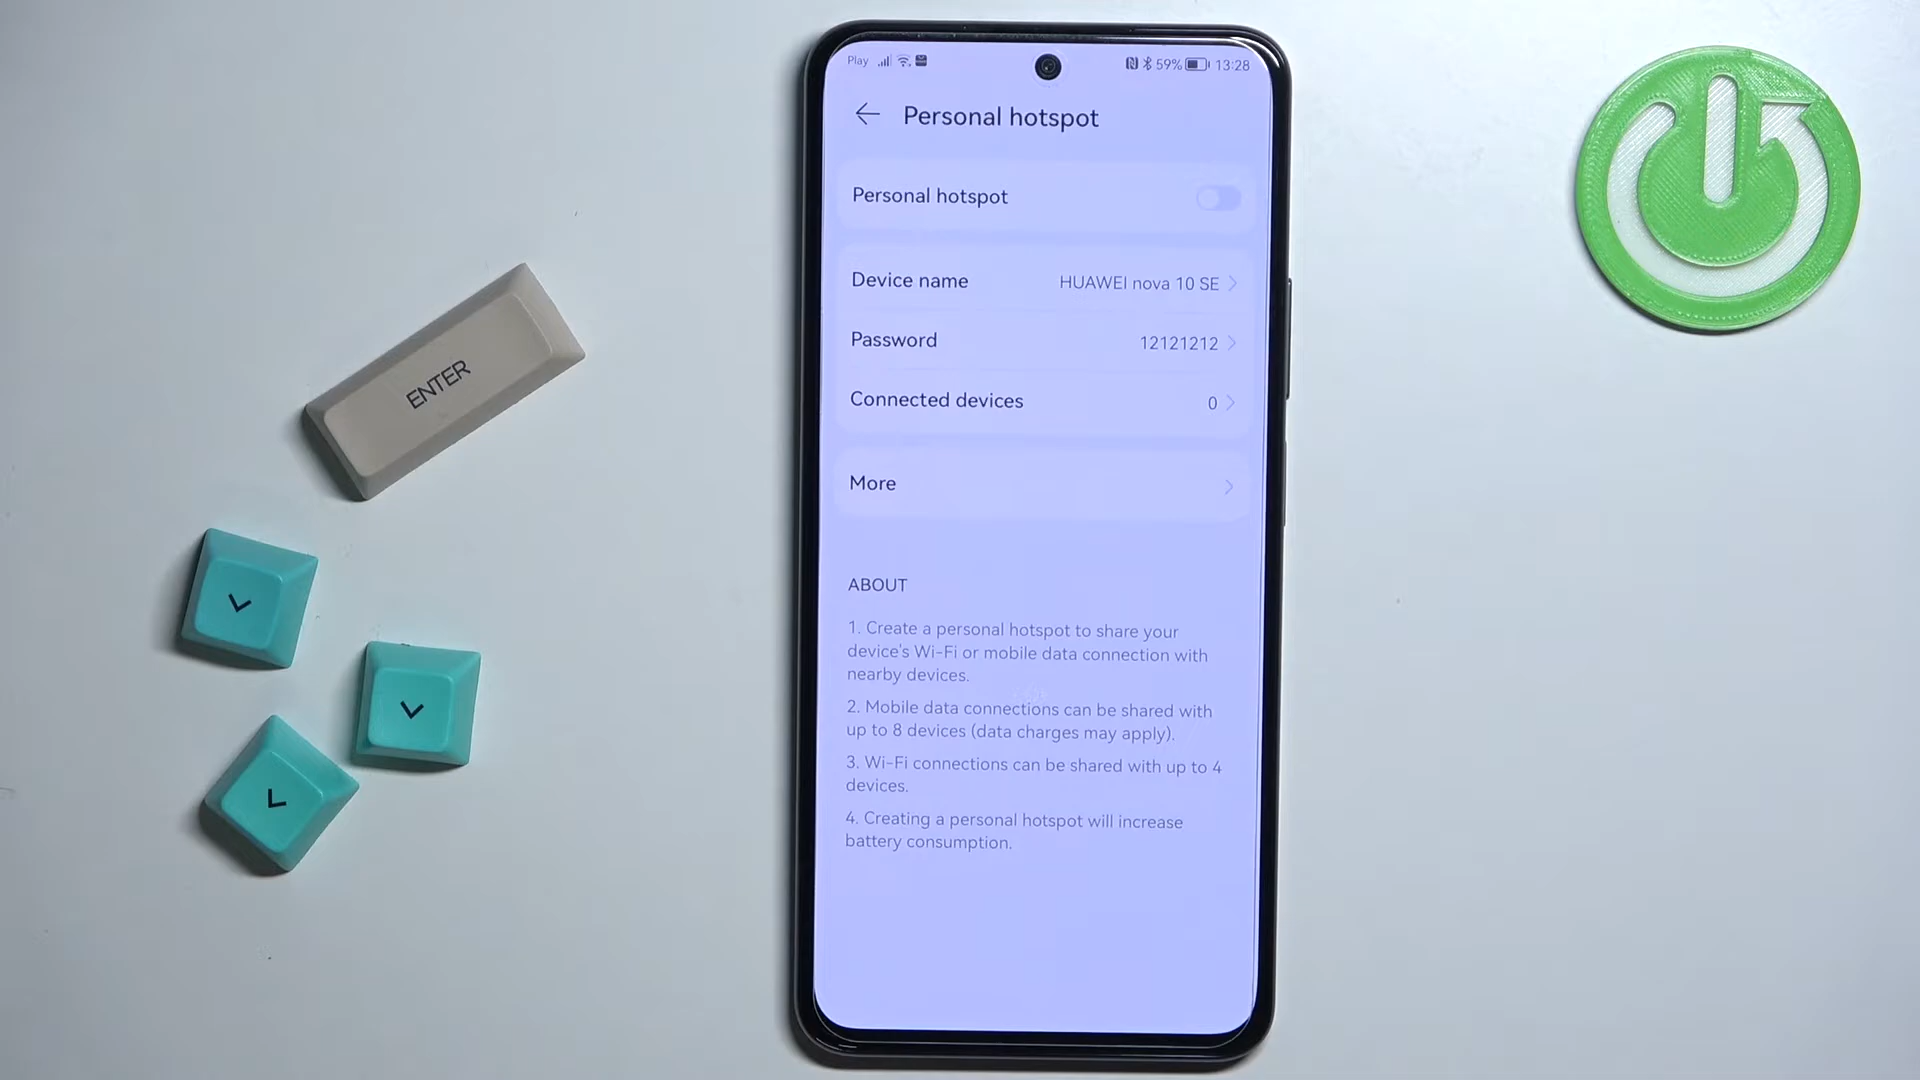 Play 59% 13:28
Personal hotspot
Personal hotspot
Device name HUAWEI nova 10 SE
Password 12121212
Connected devices 0
More
ABOUT
1. Create a personal hotspot to share your
device's Wi-Fi or mobile data connection with
nearby devices.
2. Mobile data connections can be shared with
up to 8 devices (data charges may apply).
3. Wi-Fi connections can be shared with up to 4
devices.
4. Creating a personal hotspot will increase
battery consumption.
ENTER